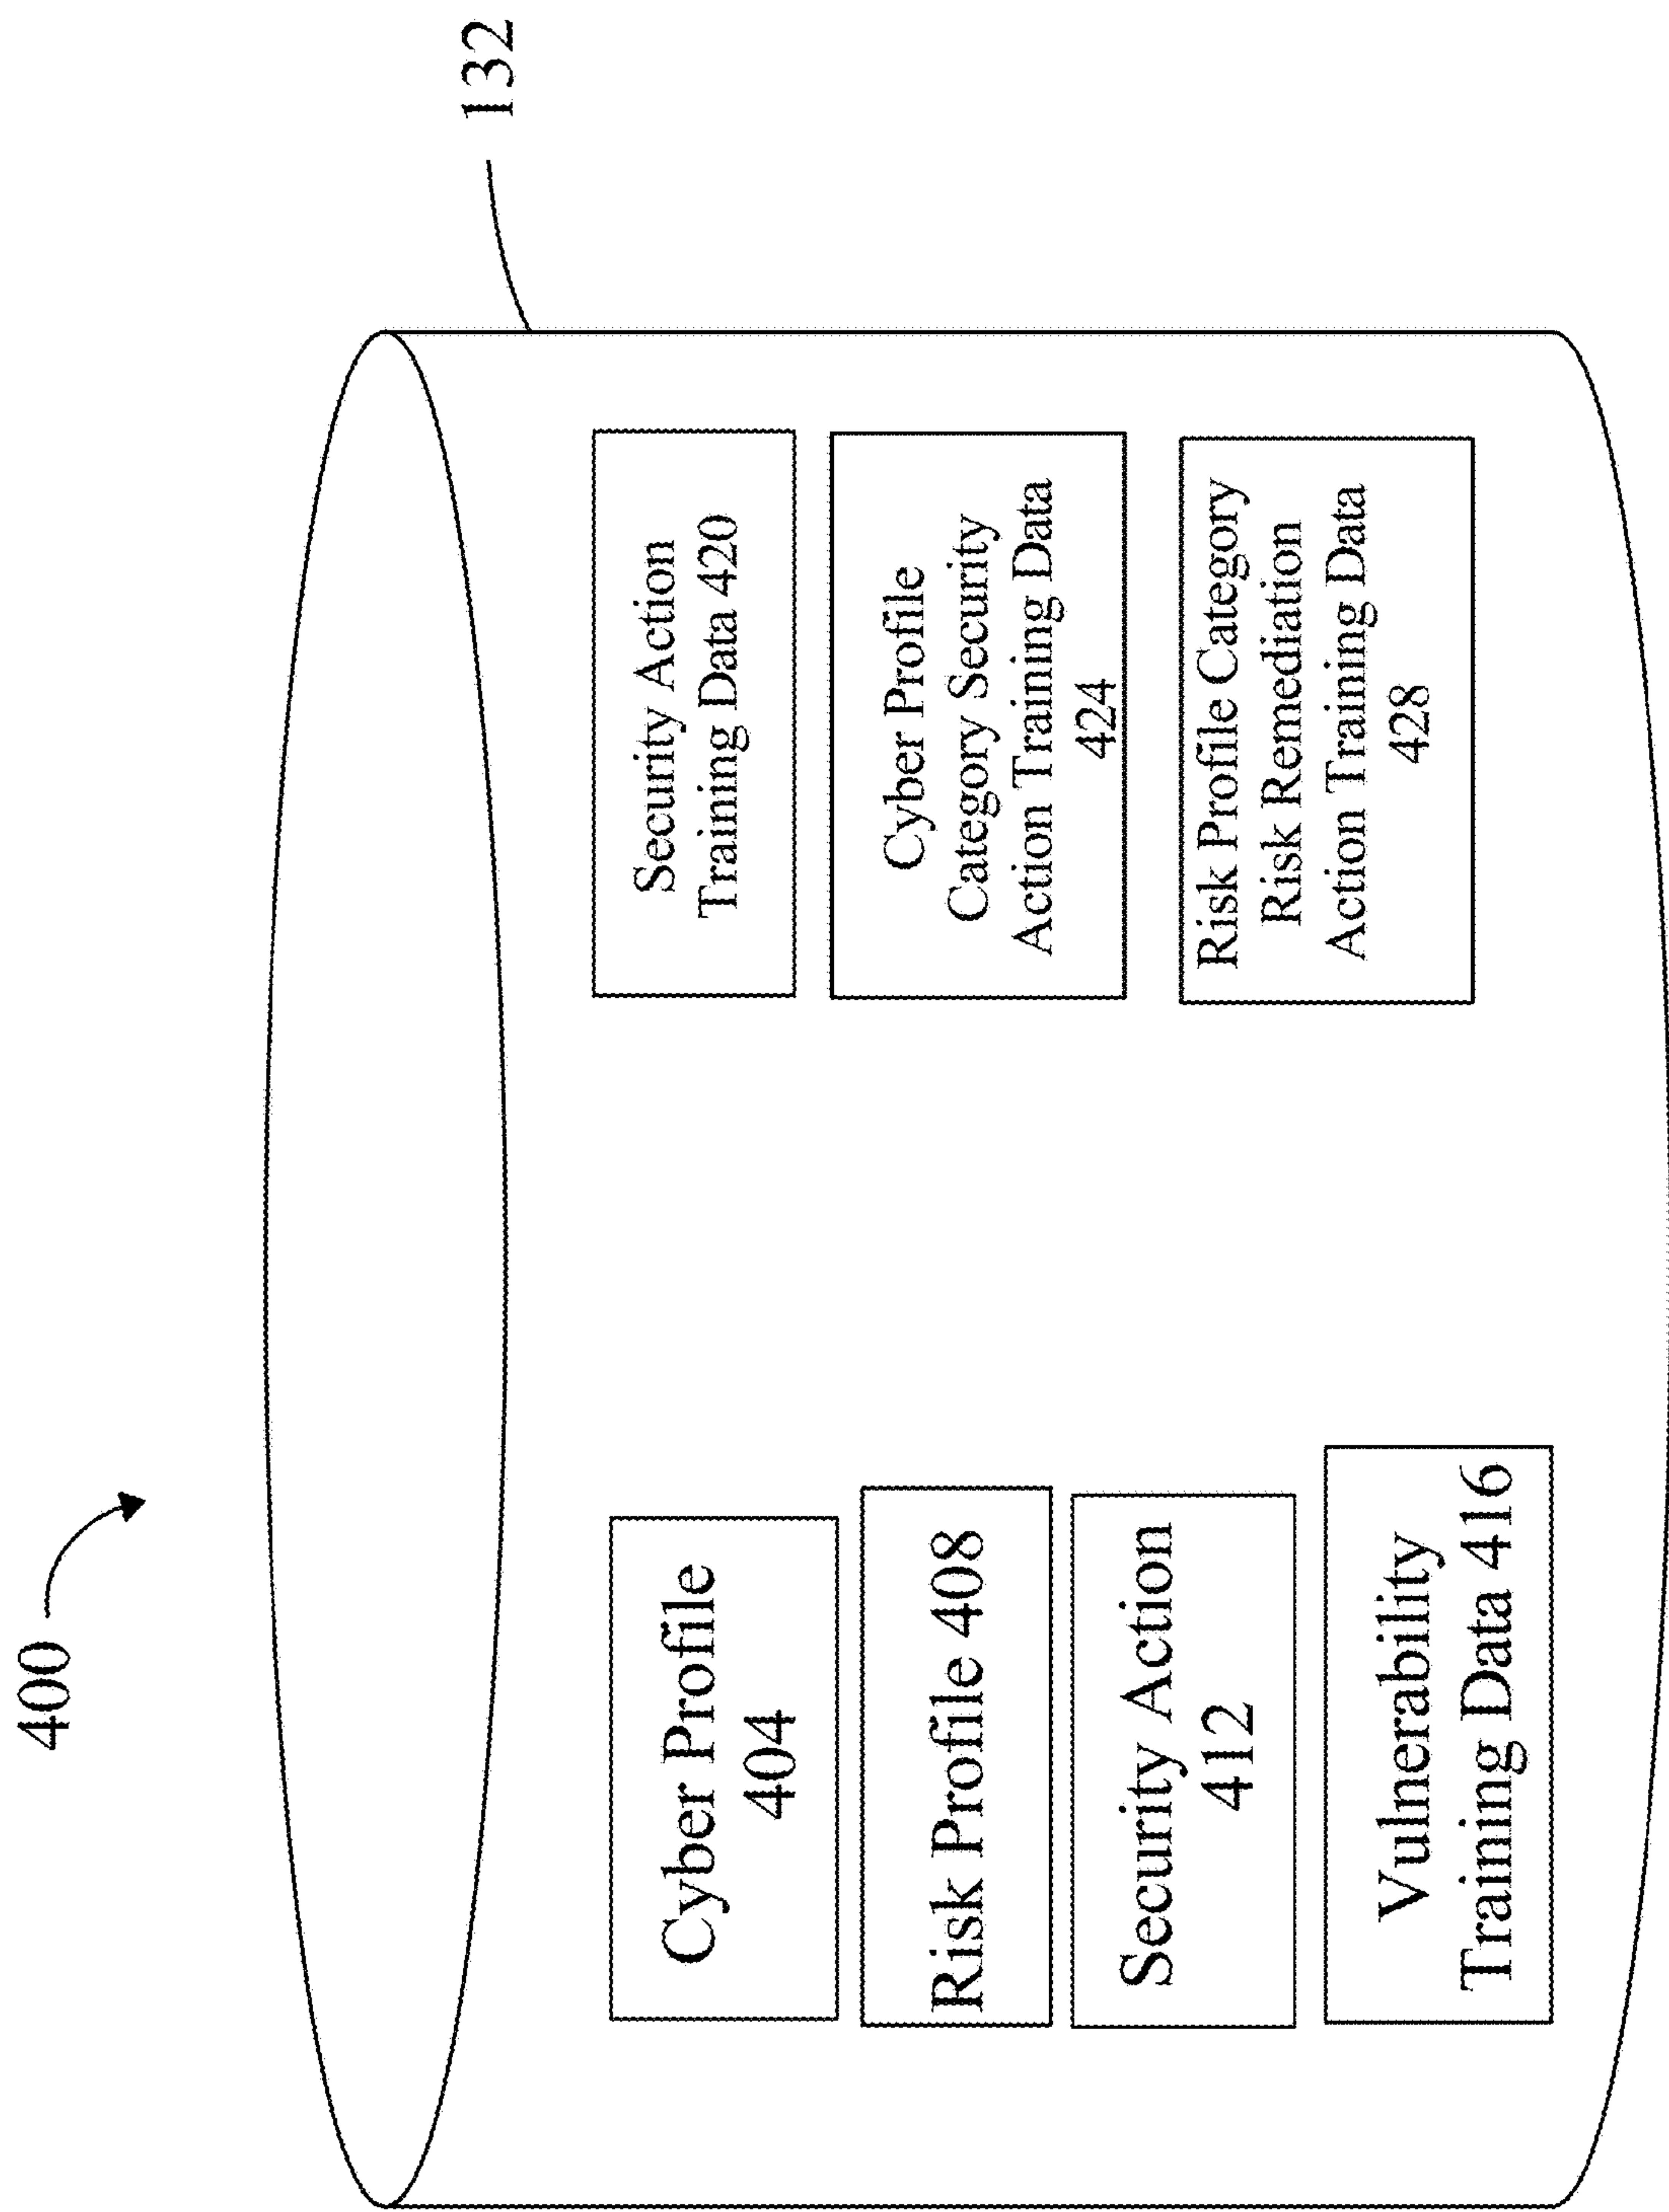 400
132
Cyber Profile
404
Risk Profile 408
Security Action
412
Vulnerability
Training Data 416
Security Action
Training Data 420
Cyber Profile
Category Security
Action Training Data
424
Risk Profile Category
Risk Remediation
Action Training Data
428